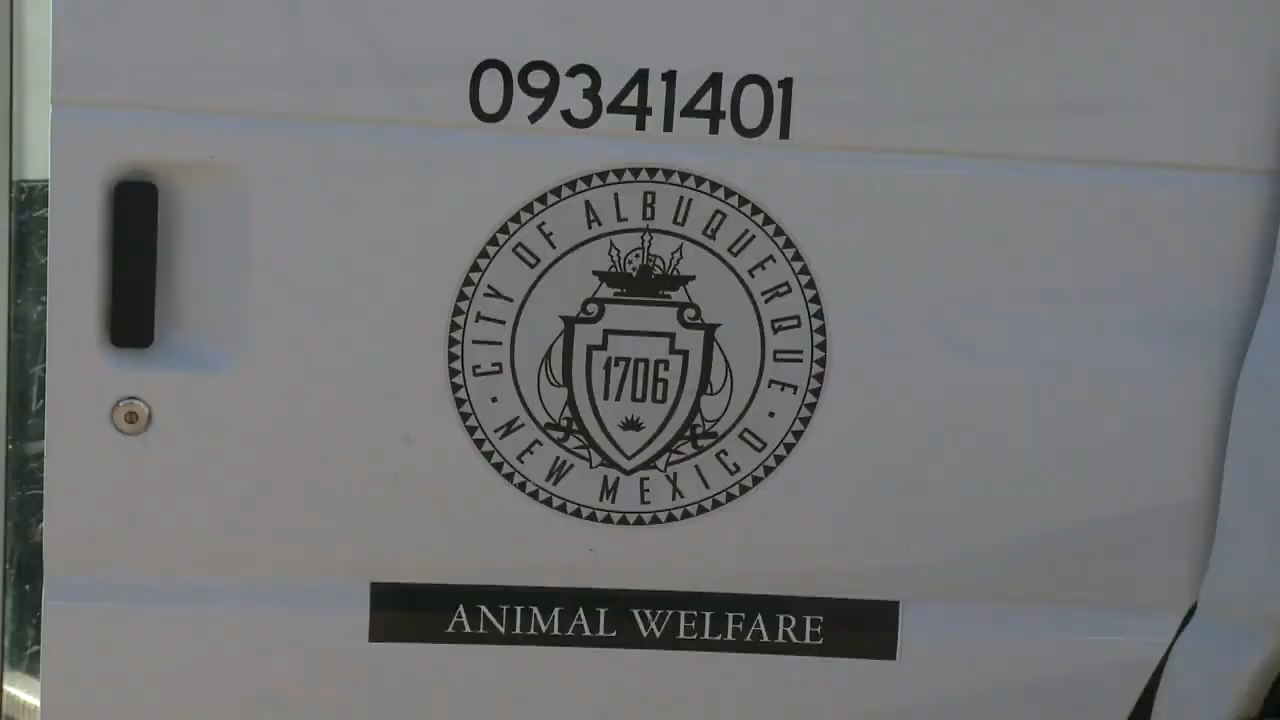 09341401
CITY OF ALBUQUERQUE
1706
· NEW MEXICO ·
ANIMAL WELFARE